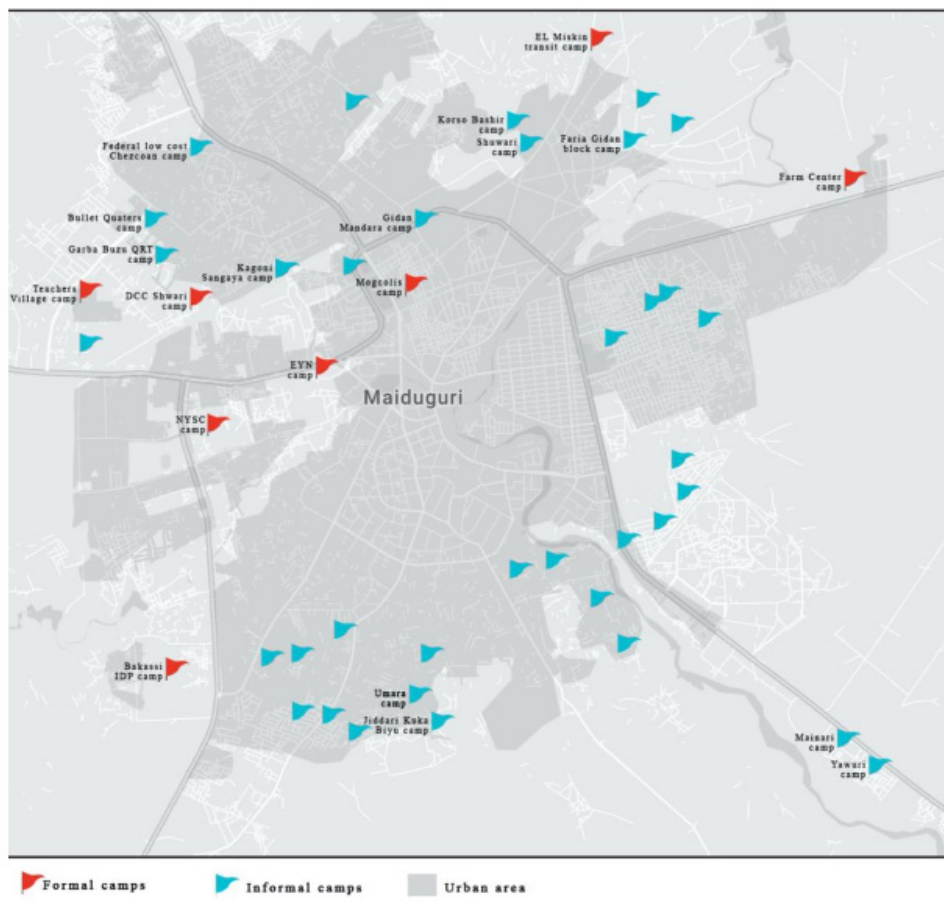 EL Miskin
transit camp
Korso Bashir
camp
Shuwari
camp
Faria Gidan
block camp
Federal low cost
Chezcoan camp
Farm Center
camp
Bullet Quaters
camp
Gidan
Mandara camp
Garba Buzu QRT
camp
Kagoni
Sangaya camp
Teachers
Village camp
DCC Shwari
camp
Mogcolis
camp
EYN
camp
Maiduguri
NYSC
camp
Bakassi
IDP camp
Umara
camp
Jiddari Kuka
Biyu camp
Mainari
camp
Yawuri
camp
Formal camps
Informal camps
Urban area